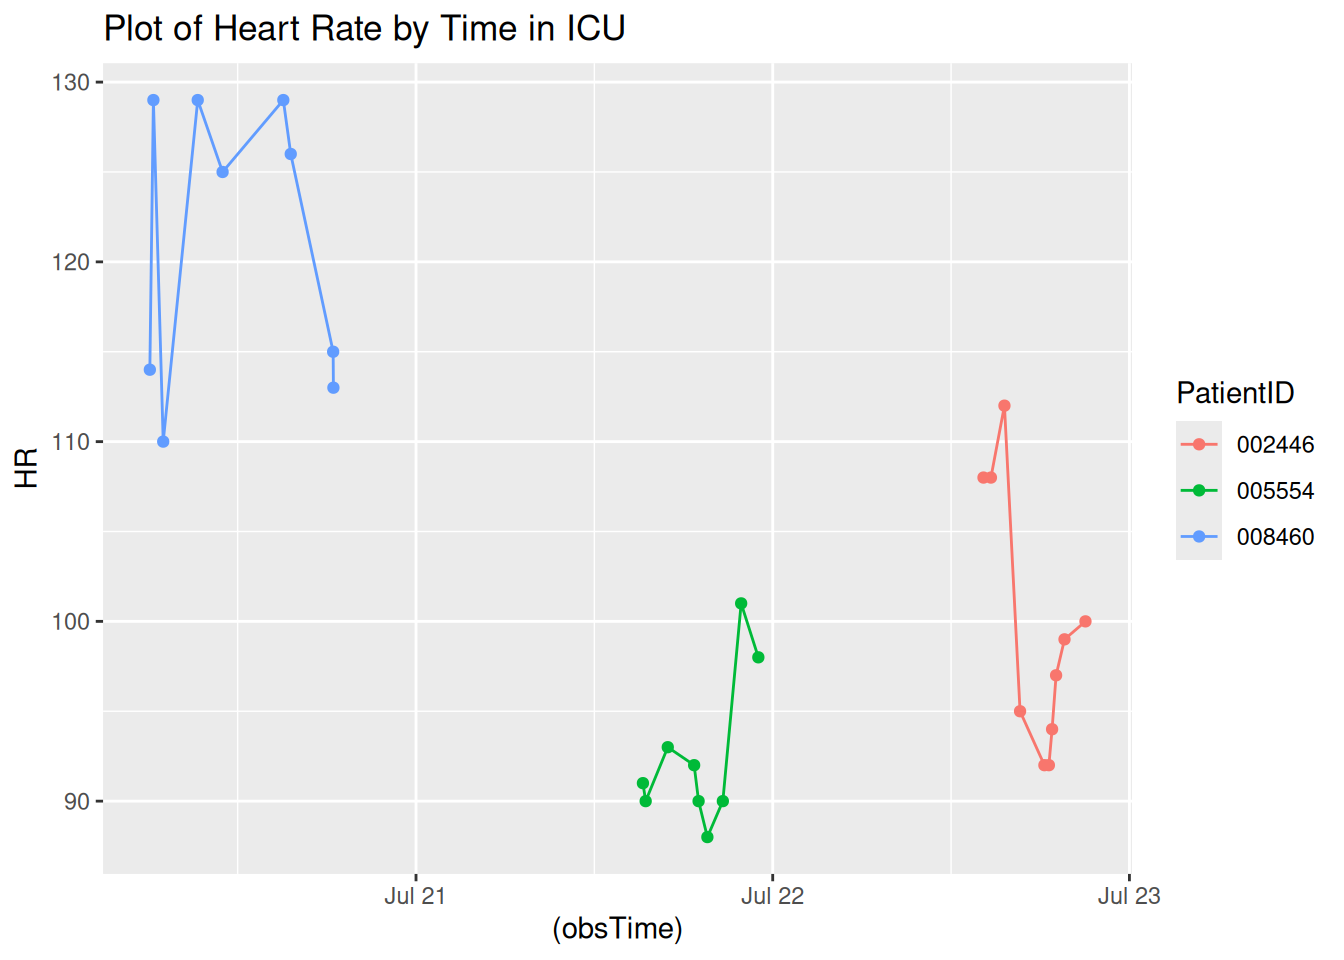 Plot of Heart Rate by Time in ICU
130
120
110
100
90
HR
Jul 21
Jul 22
Jul 23
(obsTime)
PatientID
002446
005554
008460